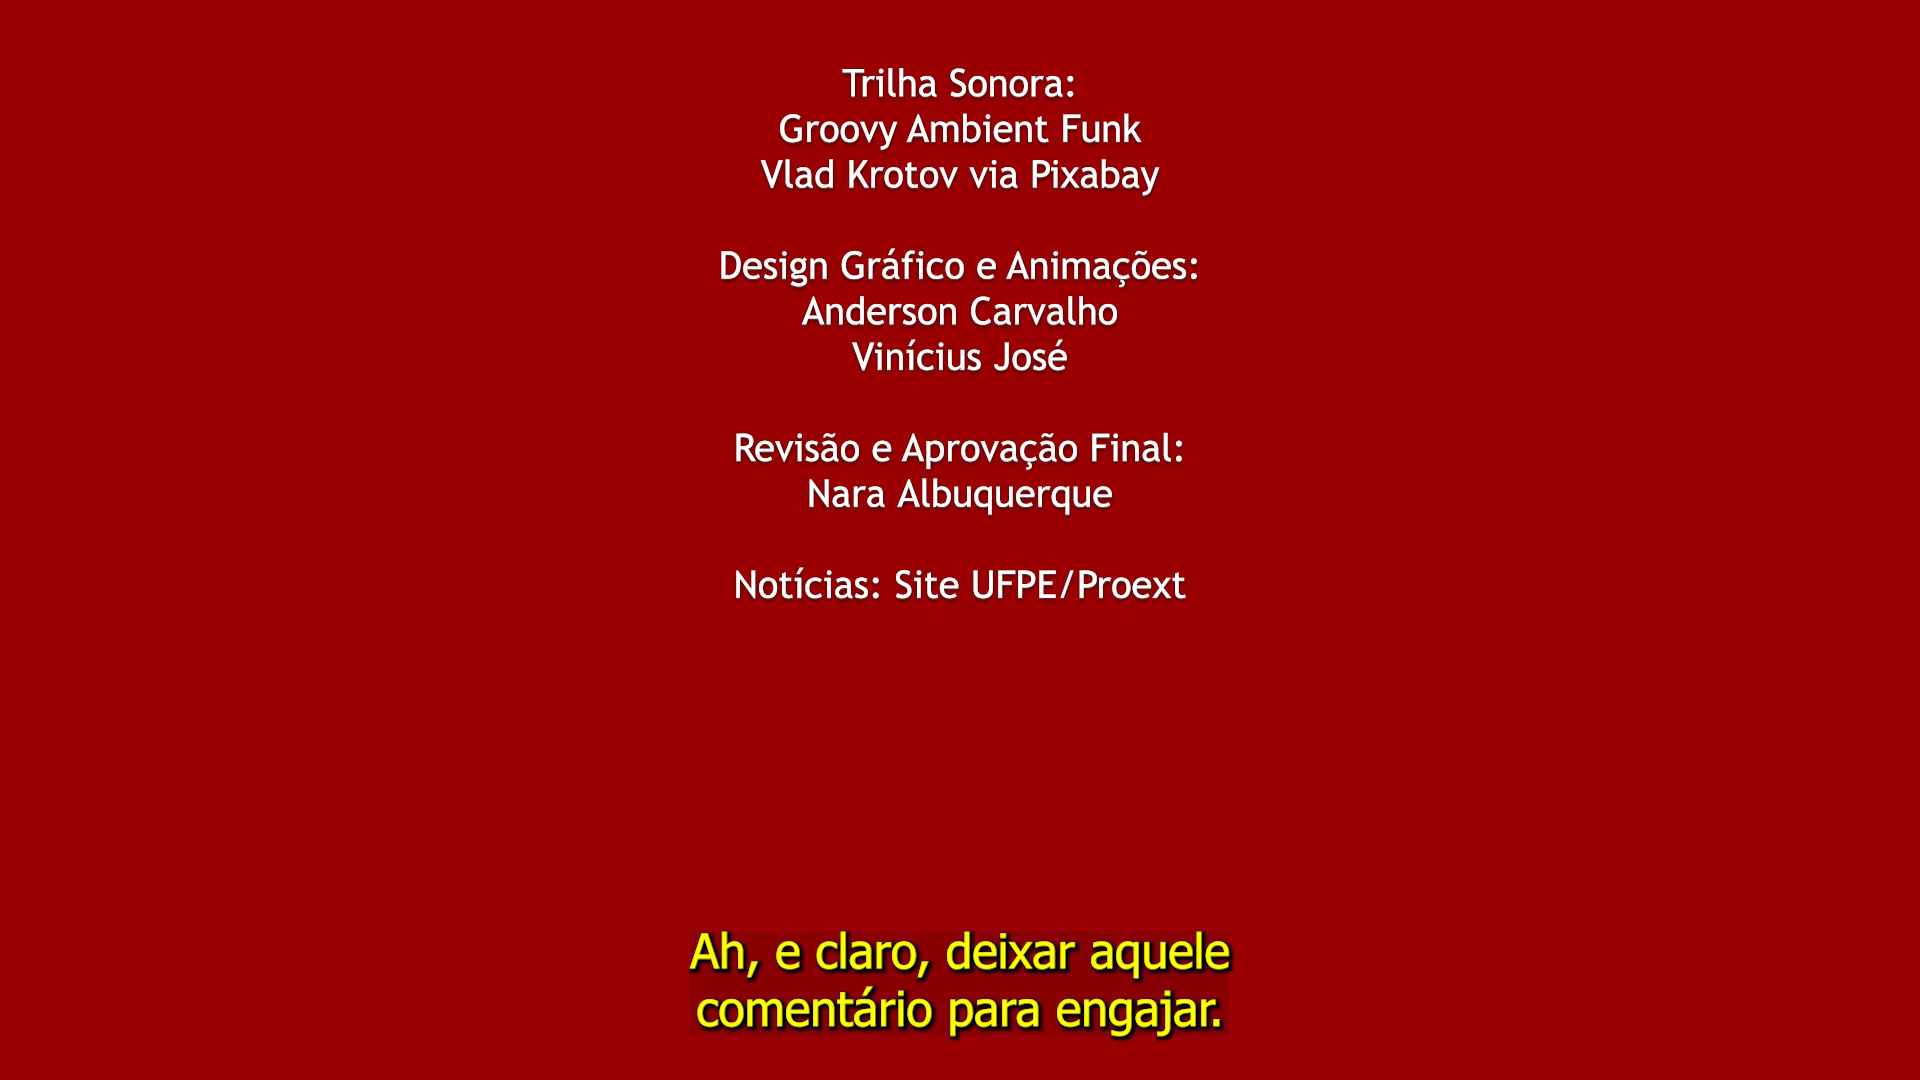 Trilha Sonora:
Groovy Ambient Funk
Vlad Krotov via Pixabay
Design Gráfico e Animações:
Anderson Carvalho
Vinícius José
Revisão e Aprovação Final:
Nara Albuquerque
Notícias: Site UFPE/Proext
Ah, e claro, deixar aquele
comentário para engajar.